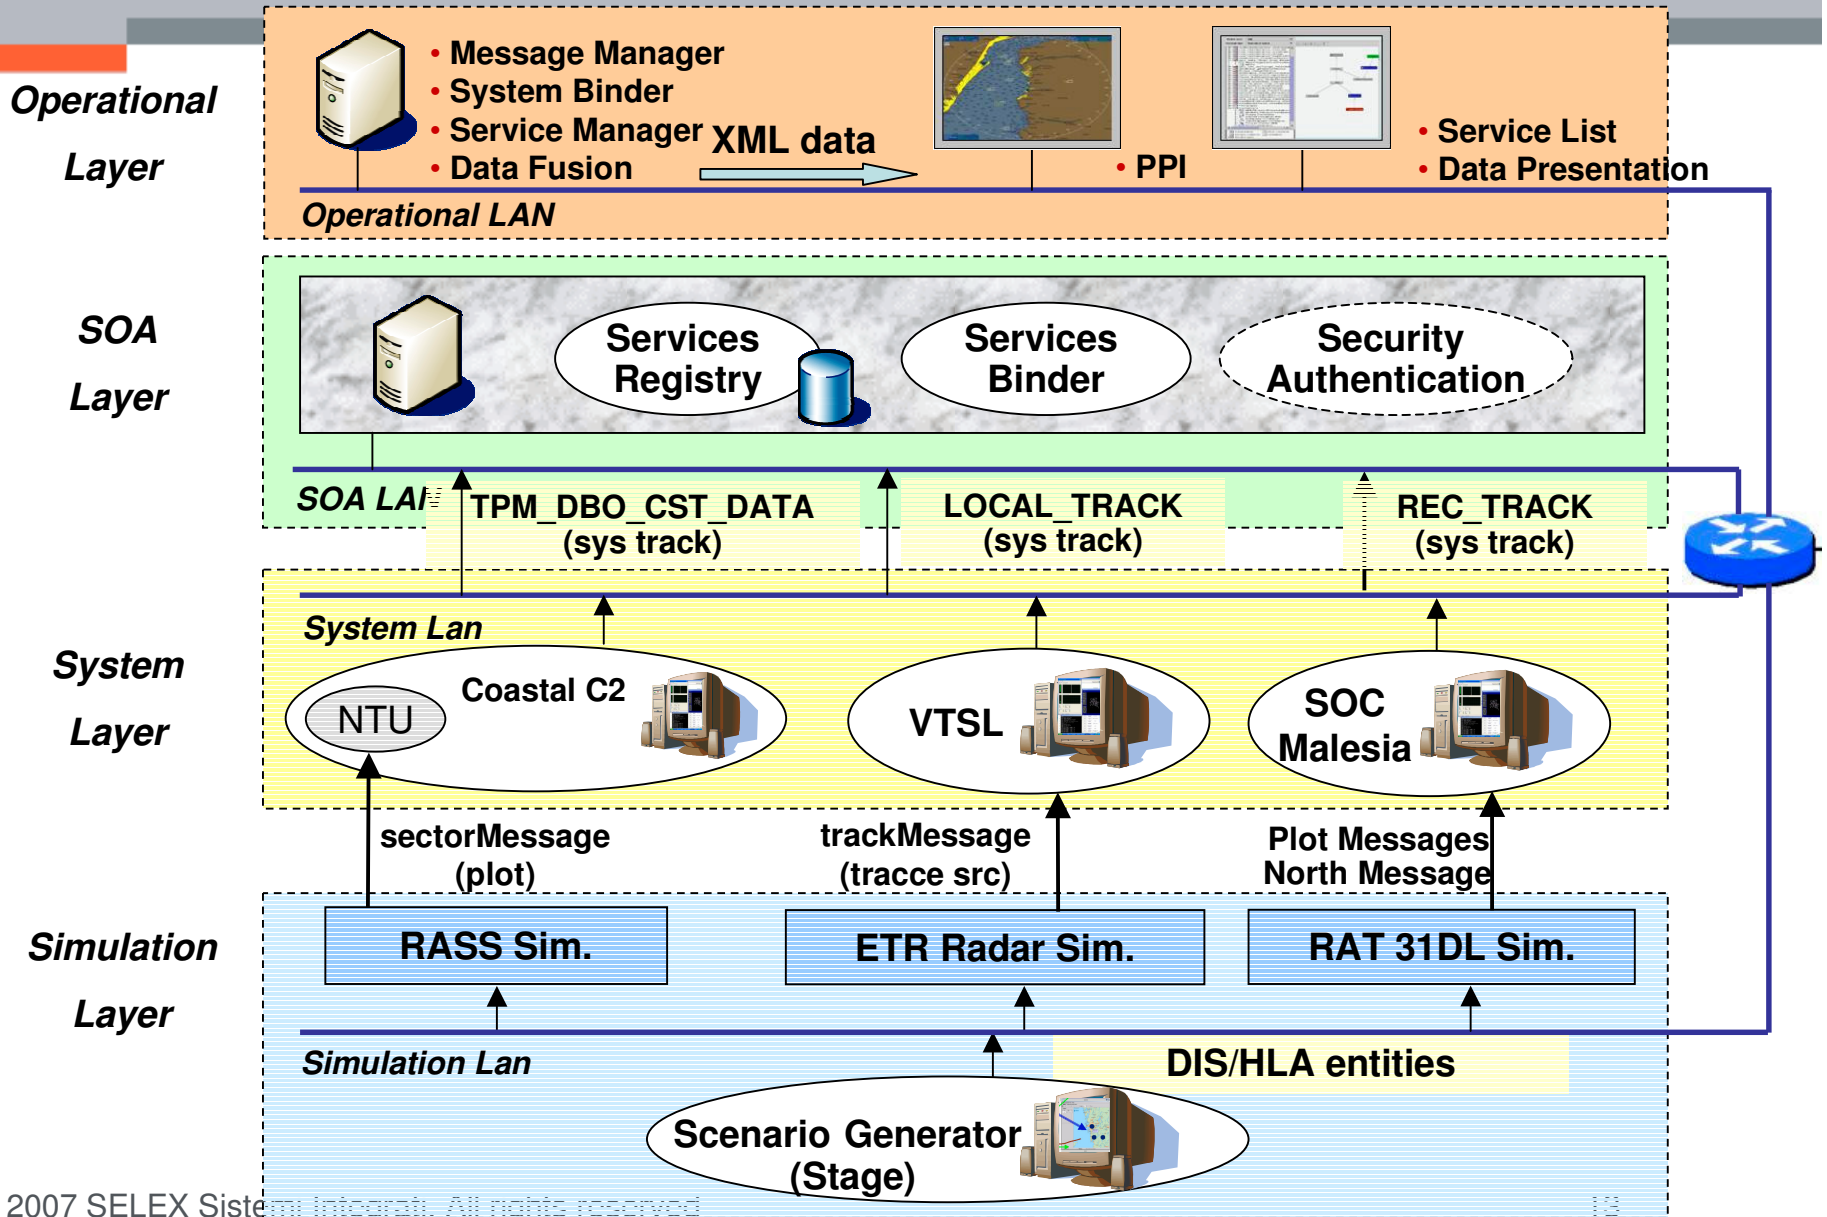 Operational
Layer
• Message Manager
• System Binder
• Service Manager
• Data Fusion
XML data
• PPI
• Service List
• Data Presentation
Operational LAN
SOA
Layer
Services
Registry
Services
Binder
Security
Authentication
SOA LAN
TPM_DBO_CST_DATA
(sys track)
LOCAL_TRACK
(sys track)
REC_TRACK
(sys track)
System
Layer
System Lan
NTU
Coastal C2
VTSL
SOC
Malesia
sectorMessage
(plot)
trackMessage
(tracce src)
Plot Messages
North Message
Simulation
Layer
RASS Sim.
ETR Radar Sim.
RAT 31DL Sim.
Simulation Lan
DIS/HLA entities
Scenario Generator
(Stage)
2007 SELEX Sistemi Integrati. All rights reserved